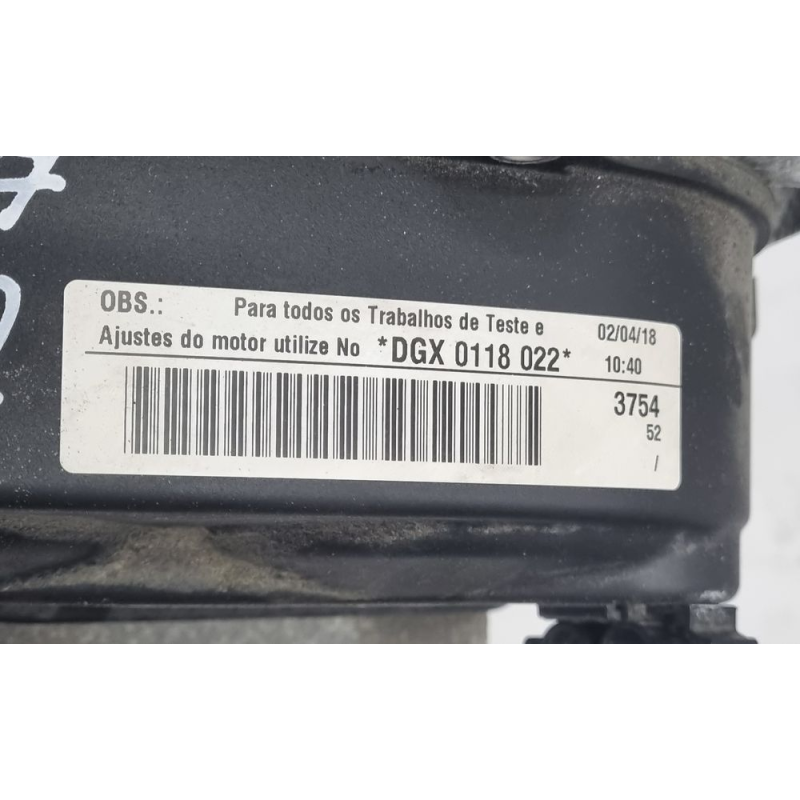 OBS.: Para todos os Trabalhos de Teste e 02/04/18
Ajustes do motor utilize No *DGX 0118 022* 10:40
3754
52
/